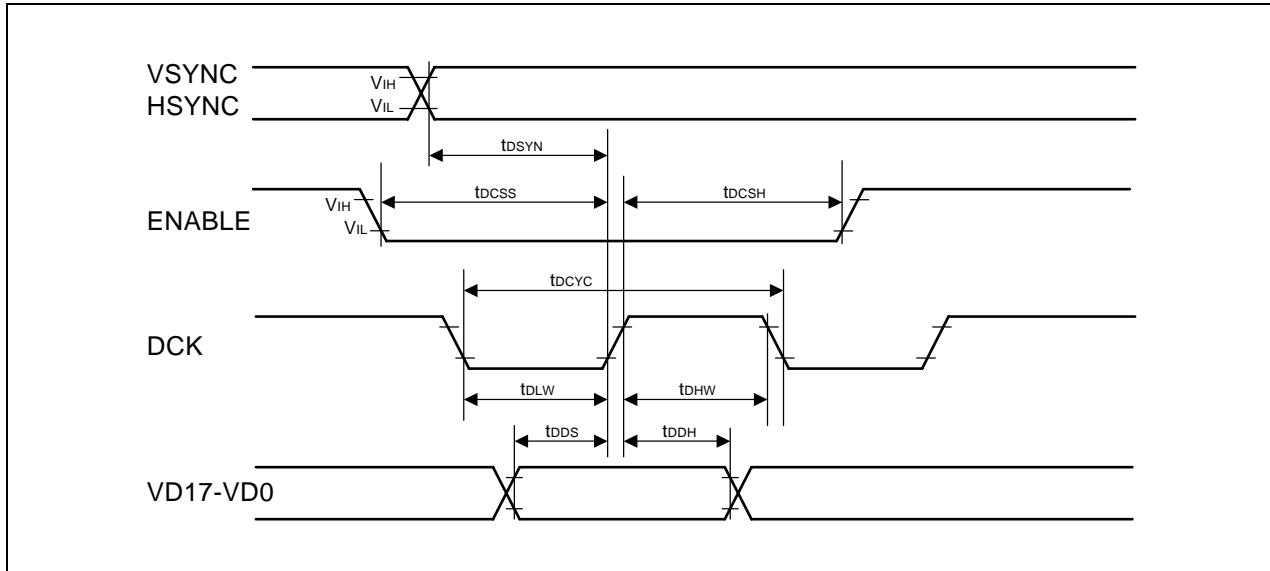 VSYNC
VIH
HSYNC
VIL
tDSYN
tDCSS
tDCSH
VIH
ENABLE
VIL
tDCYC
DCK
tDLW
tDHW
tDDS
tDDH
VD17-VD0